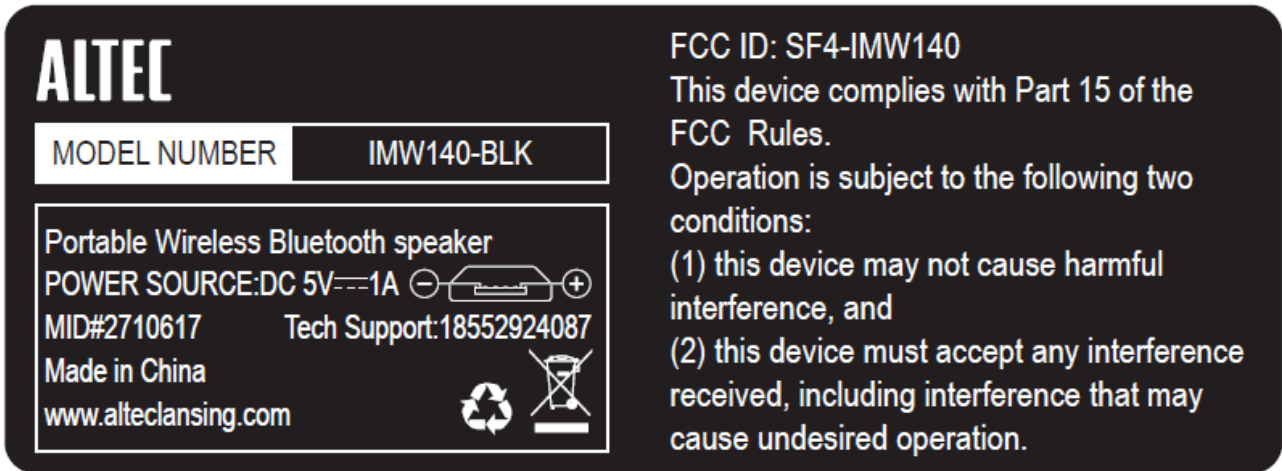 ALTEC
MODEL NUMBER IMW140-BLK
Portable Wireless Bluetooth speaker
POWER SOURCE:DC 5V⎓1A
MID#2710617 Tech Support:18552924087
Made in China
www.alteclansing.com
FCC ID: SF4-IMW140
This device complies with Part 15 of the
FCC Rules.
Operation is subject to the following two
conditions:
(1) this device may not cause harmful
interference, and
(2) this device must accept any interference
received, including interference that may
cause undesired operation.